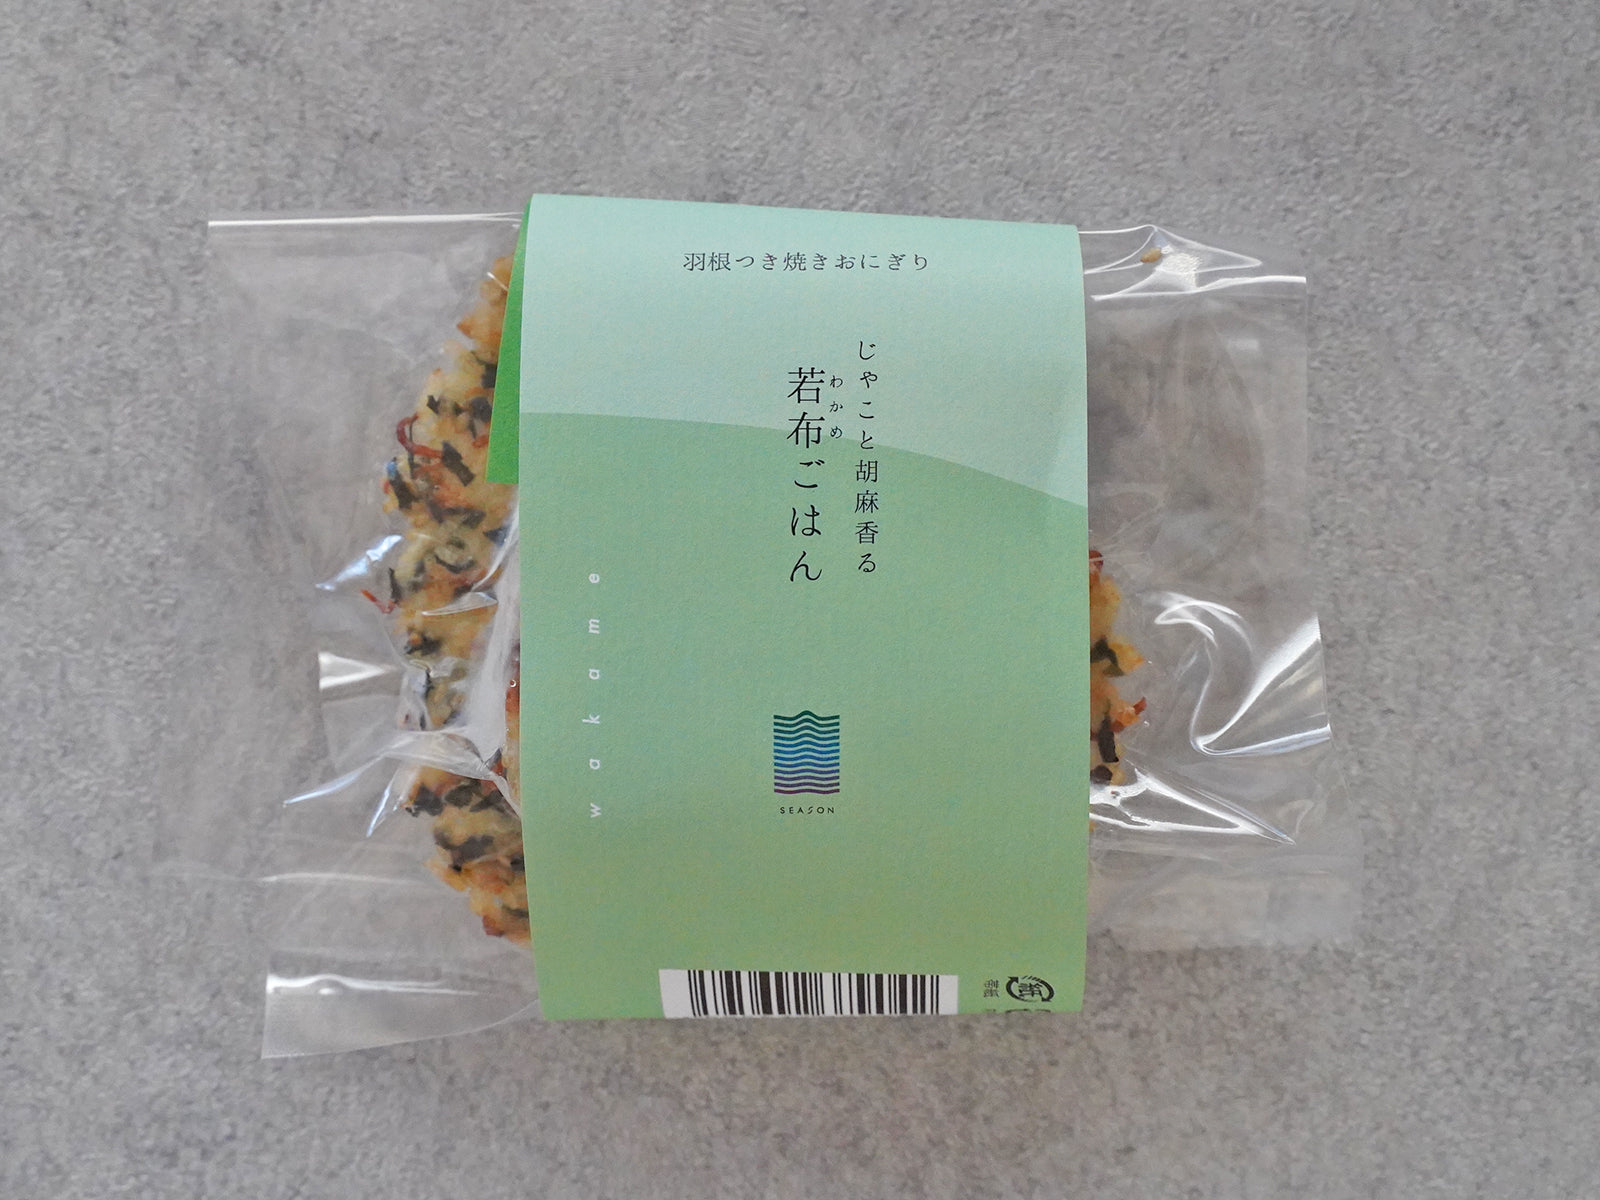 羽根つき焼きおにぎり
じゃこと胡麻香る
わかめ
若布ごはん
wakame
SEASON
紙